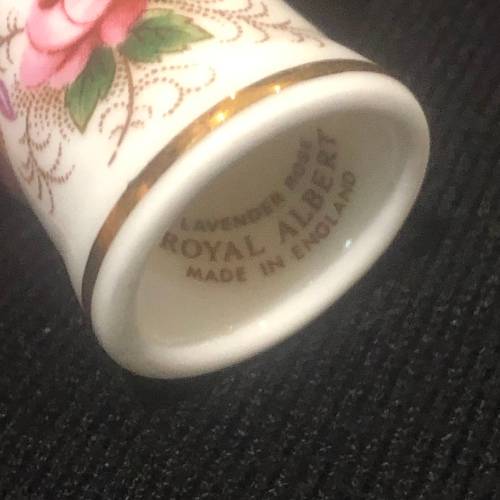 LAVENDER ROSE
ROYAL ALBERT
MADE IN ENGLAND